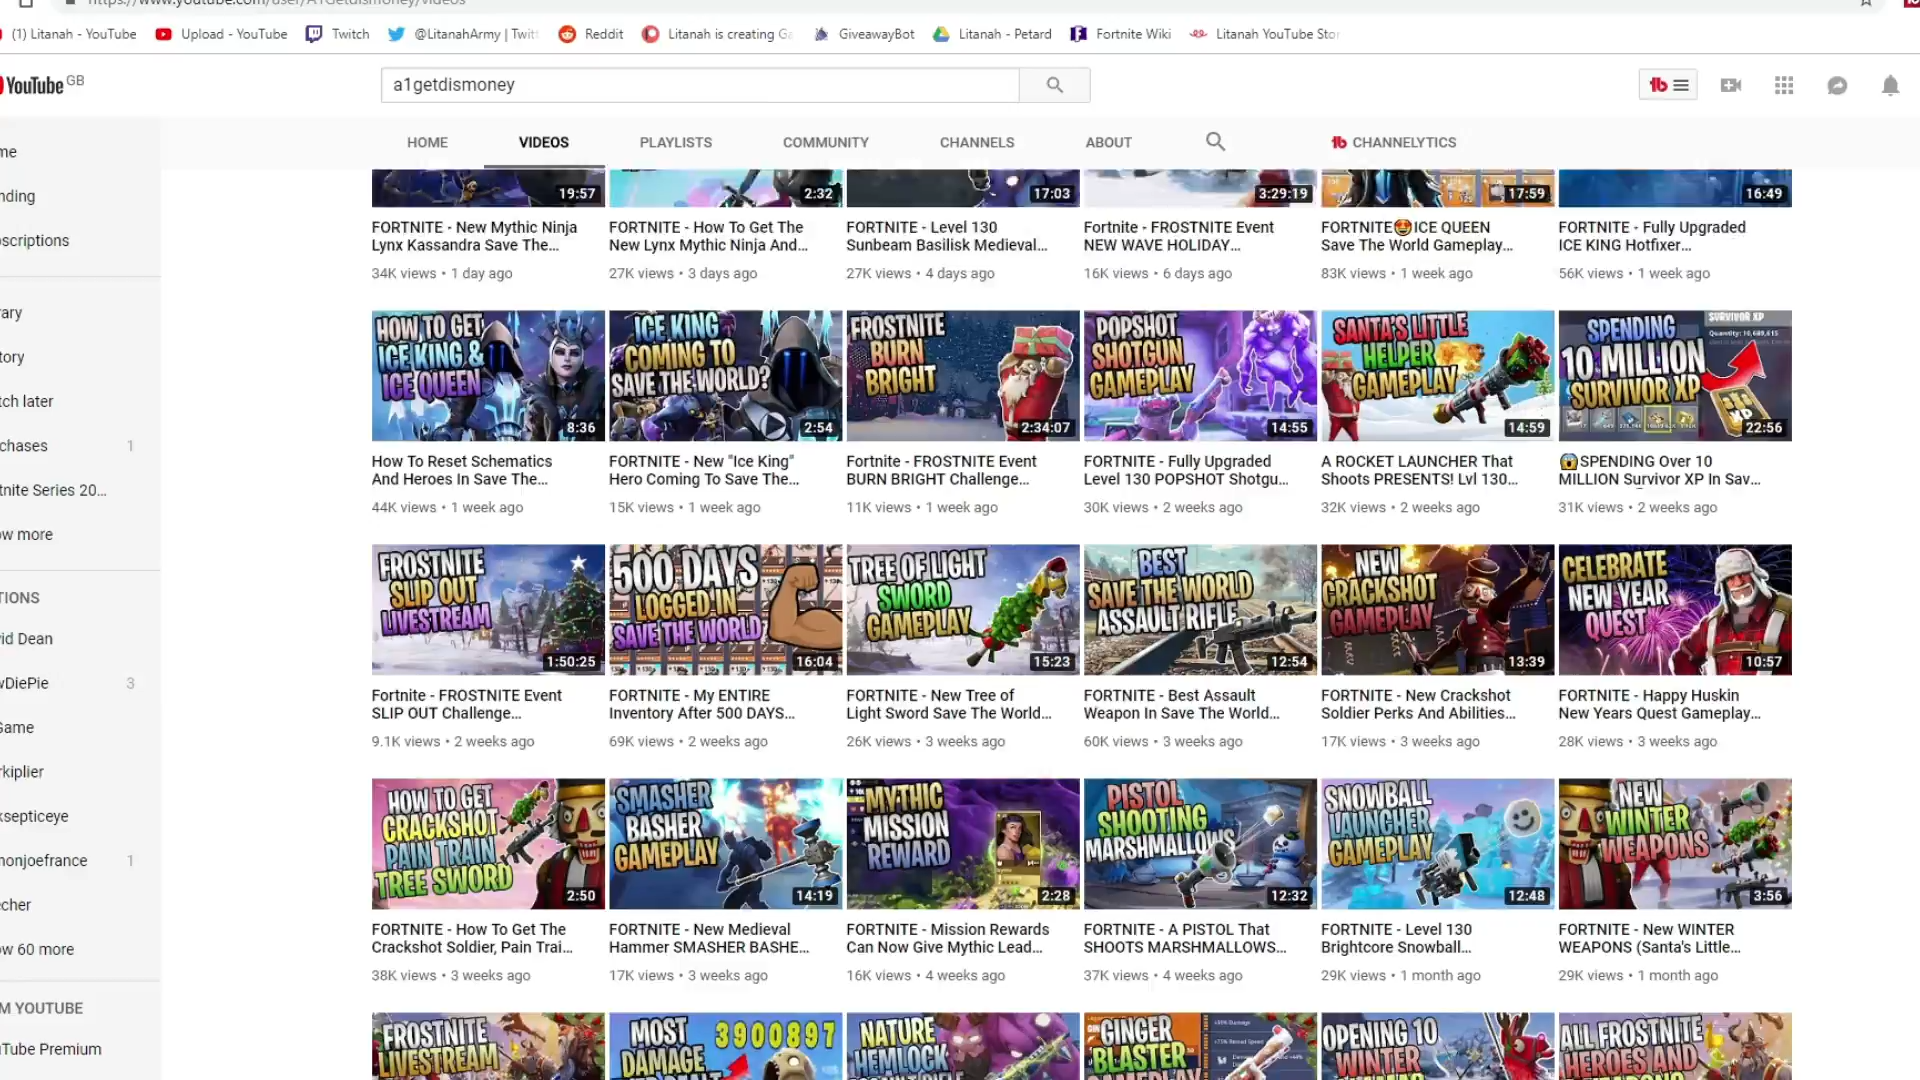 https://www.youtube.com/user/A1Getdismoney/videos
(1) Litanah - YouTube Upload - YouTube Twitch @LitanahArmy | Twit Reddit Litanah is creating Ga GiveawayBot Litanah - Petard Fortnite Wiki Litanah YouTube Stor
YouTube GB
a1getdismoney
HOME VIDEOS PLAYLISTS COMMUNITY CHANNELS ABOUT CHANNELYTICS
me
nding
scriptions
ary
tory
tch later
chases 1
tnite Series 20...
ow more
TIONS
vid Dean
wDiePie 3
Game
rkiplier
ksepticeye
nonjoefrance 1
cher
ow 60 more
M YOUTUBE
uTube Premium
19:57 2:32 17:03 3:29:19 17:59 16:49
FORTNITE - New Mythic Ninja
Lynx Kassandra Save The...
34K views • 1 day ago
FORTNITE - How To Get The
New Lynx Mythic Ninja And...
27K views • 3 days ago
FORTNITE - Level 130
Sunbeam Basilisk Medieval...
27K views • 4 days ago
Fortnite - FROSTNITE Event
NEW WAVE HOLIDAY...
16K views • 6 days ago
FORTNITE🤩ICE QUEEN
Save The World Gameplay...
83K views • 1 week ago
FORTNITE - Fully Upgraded
ICE KING Hotfixer...
56K views • 1 week ago
HOW TO GET
ICE KING &
ICE QUEEN
8:36
How To Reset Schematics
And Heroes In Save The...
44K views • 1 week ago
ICE KING
COMING TO
SAVE THE WORLD?
2:54
FORTNITE - New "Ice King"
Hero Coming To Save The...
15K views • 1 week ago
FROSTNITE
BURN
BRIGHT
2:34:07
Fortnite - FROSTNITE Event
BURN BRIGHT Challenge...
11K views • 1 week ago
POPSHOT
SHOTGUN
GAMEPLAY
14:55
FORTNITE - Fully Upgraded
Level 130 POPSHOT Shotgu...
30K views • 2 weeks ago
SANTA'S LITTLE
HELPER
GAMEPLAY
14:59
A ROCKET LAUNCHER That
Shoots PRESENTS! Lvl 130...
32K views • 2 weeks ago
SURVIVOR XP
Quantity: 10,689,615
SPENDING
10 MILLION
SURVIVOR XP
XP
22:56
😱SPENDING Over 10
MILLION Survivor XP In Sav...
31K views • 2 weeks ago
FROSTNITE
SLIP OUT
LIVESTREAM
1:50:25
Fortnite - FROSTNITE Event
SLIP OUT Challenge...
9.1K views • 2 weeks ago
500 DAYS
LOGGED IN
SAVE THE WORLD
16:04
FORTNITE - My ENTIRE
Inventory After 500 DAYS...
69K views • 2 weeks ago
TREE OF LIGHT
SWORD
GAMEPLAY
15:23
FORTNITE - New Tree of
Light Sword Save The World...
26K views • 3 weeks ago
BEST
SAVE THE WORLD
ASSAULT RIFLE
12:54
FORTNITE - Best Assault
Weapon In Save The World...
60K views • 3 weeks ago
NEW
CRACKSHOT
GAMEPLAY
13:39
FORTNITE - New Crackshot
Soldier Perks And Abilities...
17K views • 3 weeks ago
CELEBRATE
NEW YEAR
QUEST
10:57
FORTNITE - Happy Huskin
New Years Quest Gameplay...
28K views • 3 weeks ago
HOW TO GET
CRACKSHOT
PAIN TRAIN
TREE SWORD
2:50
FORTNITE - How To Get The
Crackshot Soldier, Pain Trai...
38K views • 3 weeks ago
SMASHER
BASHER
GAMEPLAY
14:19
FORTNITE - New Medieval
Hammer SMASHER BASHE...
17K views • 3 weeks ago
MYTHIC
MISSION
REWARD
2:28
FORTNITE - Mission Rewards
Can Now Give Mythic Lead...
16K views • 4 weeks ago
PISTOL
SHOOTING
MARSHMALLOWS
12:32
FORTNITE - A PISTOL That
SHOOTS MARSHMALLOWS...
37K views • 4 weeks ago
SNOWBALL
LAUNCHER
GAMEPLAY
12:48
FORTNITE - Level 130
Brightcore Snowball...
29K views • 1 month ago
NEW
WINTER
WEAPONS
3:56
FORTNITE - New WINTER
WEAPONS (Santa's Little...
29K views • 1 month ago
FROSTNITE
LIVESTREAM
MOST
DAMAGE
3900897
NATURE
HEMLOCK
GINGER
BLASTER
GAMEPLAY
OPENING 10
WINTER
ALL FROSTNITE
HEROES AND